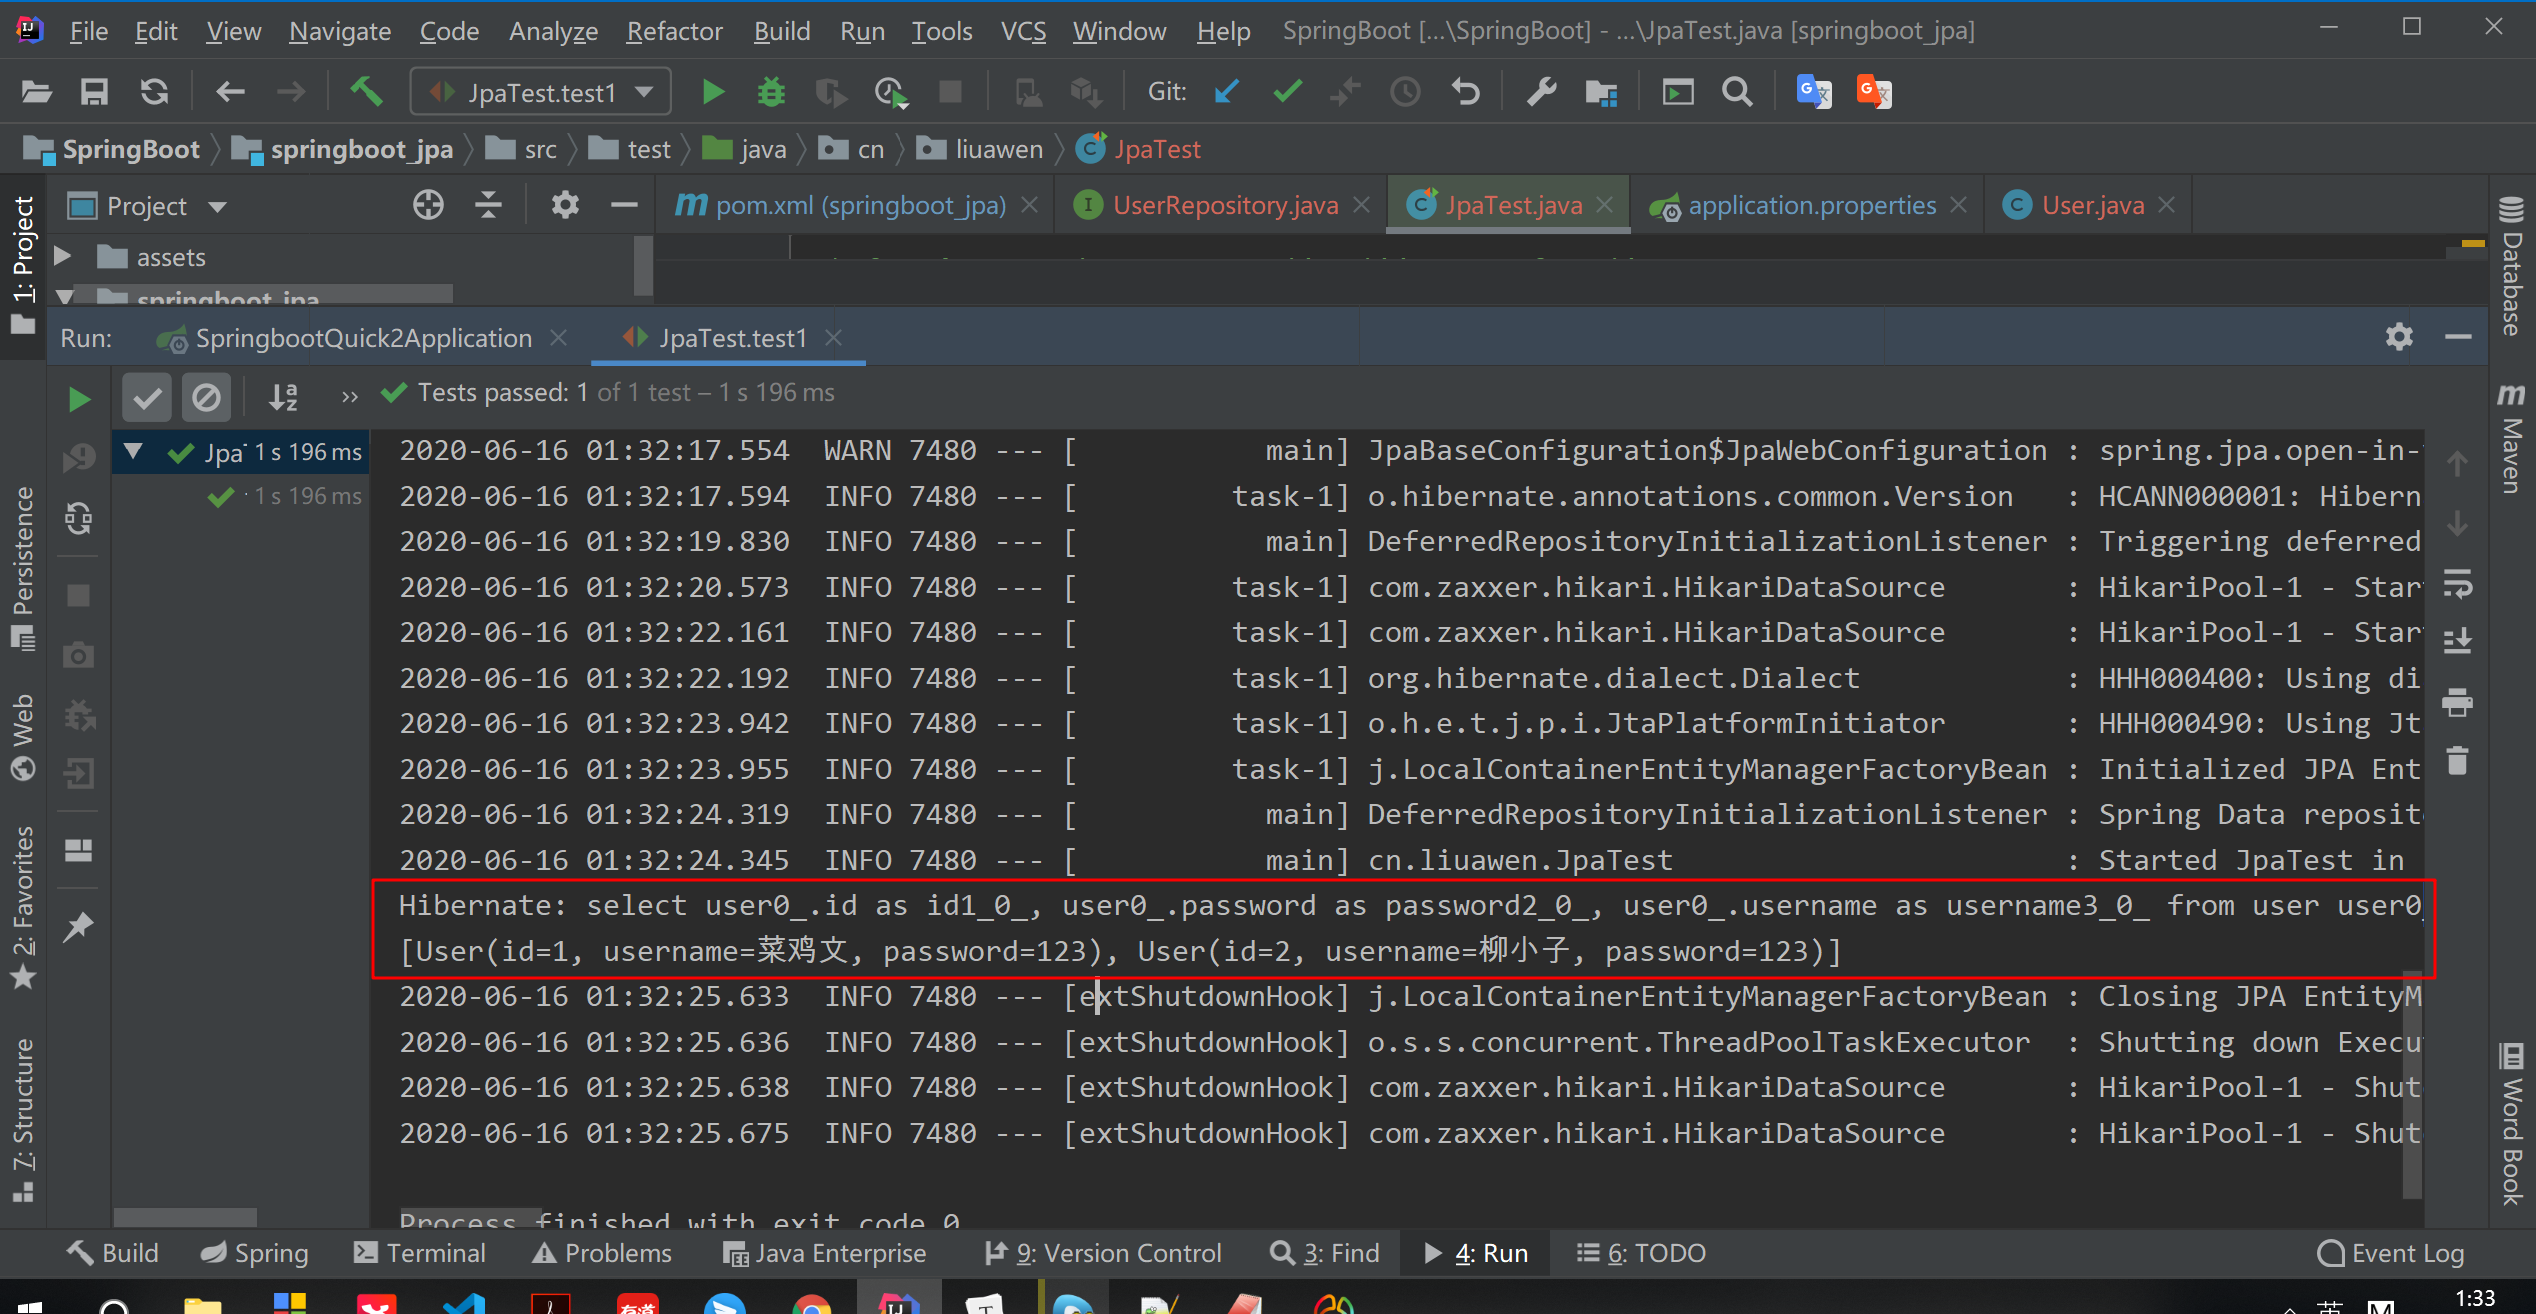 File Edit View Navigate Code Analyze Refactor Build Run Tools VCS Window Help SpringBoot [...\SpringBoot] - ...\JpaTest.java [springboot_jpa]
JpaTest.test1 Git:
SpringBoot springboot_jpa src test java cn liuawen JpaTest
Project pom.xml (springboot_jpa) UserRepository.java JpaTest.java application.properties User.java
assets
springboot_jpa
Run: SpringbootQuick2Application JpaTest.test1
Tests passed: 1 of 1 test – 1 s 196 ms
Jpa 1 s 196 ms
1 s 196 ms
2020-06-16 01:32:17.554 WARN 7480 --- [ main] JpaBaseConfiguration$JpaWebConfiguration : spring.jpa.open-in-
2020-06-16 01:32:17.594 INFO 7480 --- [ task-1] o.hibernate.annotations.common.Version : HCANN000001: Hibern
2020-06-16 01:32:19.830 INFO 7480 --- [ main] DeferredRepositoryInitializationListener : Triggering deferred
2020-06-16 01:32:20.573 INFO 7480 --- [ task-1] com.zaxxer.hikari.HikariDataSource : HikariPool-1 - Star
2020-06-16 01:32:22.161 INFO 7480 --- [ task-1] com.zaxxer.hikari.HikariDataSource : HikariPool-1 - Star
2020-06-16 01:32:22.192 INFO 7480 --- [ task-1] org.hibernate.dialect.Dialect : HHH000400: Using di
2020-06-16 01:32:23.942 INFO 7480 --- [ task-1] o.h.e.t.j.p.i.JtaPlatformInitiator : HHH000490: Using Jt
2020-06-16 01:32:23.955 INFO 7480 --- [ task-1] j.LocalContainerEntityManagerFactoryBean : Initialized JPA Ent
2020-06-16 01:32:24.319 INFO 7480 --- [ main] DeferredRepositoryInitializationListener : Spring Data reposit
2020-06-16 01:32:24.345 INFO 7480 --- [ main] cn.liuawen.JpaTest : Started JpaTest in
Hibernate: select user0_.id as id1_0_, user0_.password as password2_0_, user0_.username as username3_0_ from user user0_
[User(id=1, username=菜鸡文, password=123), User(id=2, username=柳小子, password=123)]
2020-06-16 01:32:25.633 INFO 7480 --- [extShutdownHook] j.LocalContainerEntityManagerFactoryBean : Closing JPA EntityM
2020-06-16 01:32:25.636 INFO 7480 --- [extShutdownHook] o.s.s.concurrent.ThreadPoolTaskExecutor : Shutting down Execu
2020-06-16 01:32:25.638 INFO 7480 --- [extShutdownHook] com.zaxxer.hikari.HikariDataSource : HikariPool-1 - Shut
2020-06-16 01:32:25.675 INFO 7480 --- [extShutdownHook] com.zaxxer.hikari.HikariDataSource : HikariPool-1 - Shut
Process finished with exit code 0
1: Project
Persistence
Web
2: Favorites
7: Structure
Database
Maven
Word Book
Build Spring Terminal Problems Java Enterprise 9: Version Control 3: Find 4: Run 6: TODO Event Log
有道
英 M
1:33